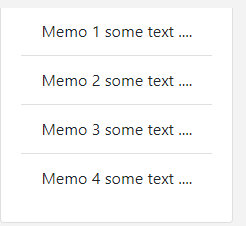 Memo 1 some text ....
Memo 2 some text ....
Memo 3 some text ....
Memo 4 some text ....